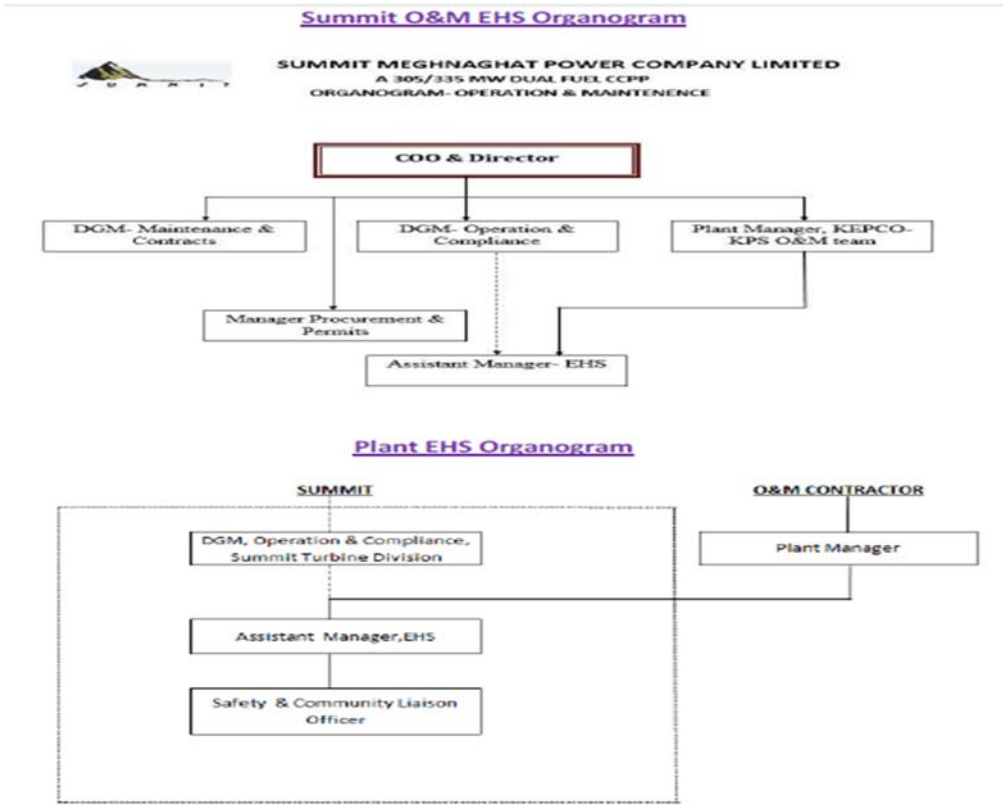 Summit O&M EHS Organogram
SUMMIT
SUMMIT MEGHNAGHAT POWER COMPANY LIMITED
A 305/335 MW DUAL FUEL CCPP
ORGANOGRAM- OPERATION & MAINTENENCE
COO & Director
DGM- Maintenance &
Contracts
DGM- Operation &
Compliance
Plant Manager, KEPCO-
KPS O&M team
Manager Procurement &
Permits
Assistant Manager- EHS
Plant EHS Organogram
SUMMIT
O&M CONTRACTOR
DGM, Operation & Compliance,
Summit Turbine Division
Plant Manager
Assistant Manager,EHS
Safety & Community Liaison
Officer